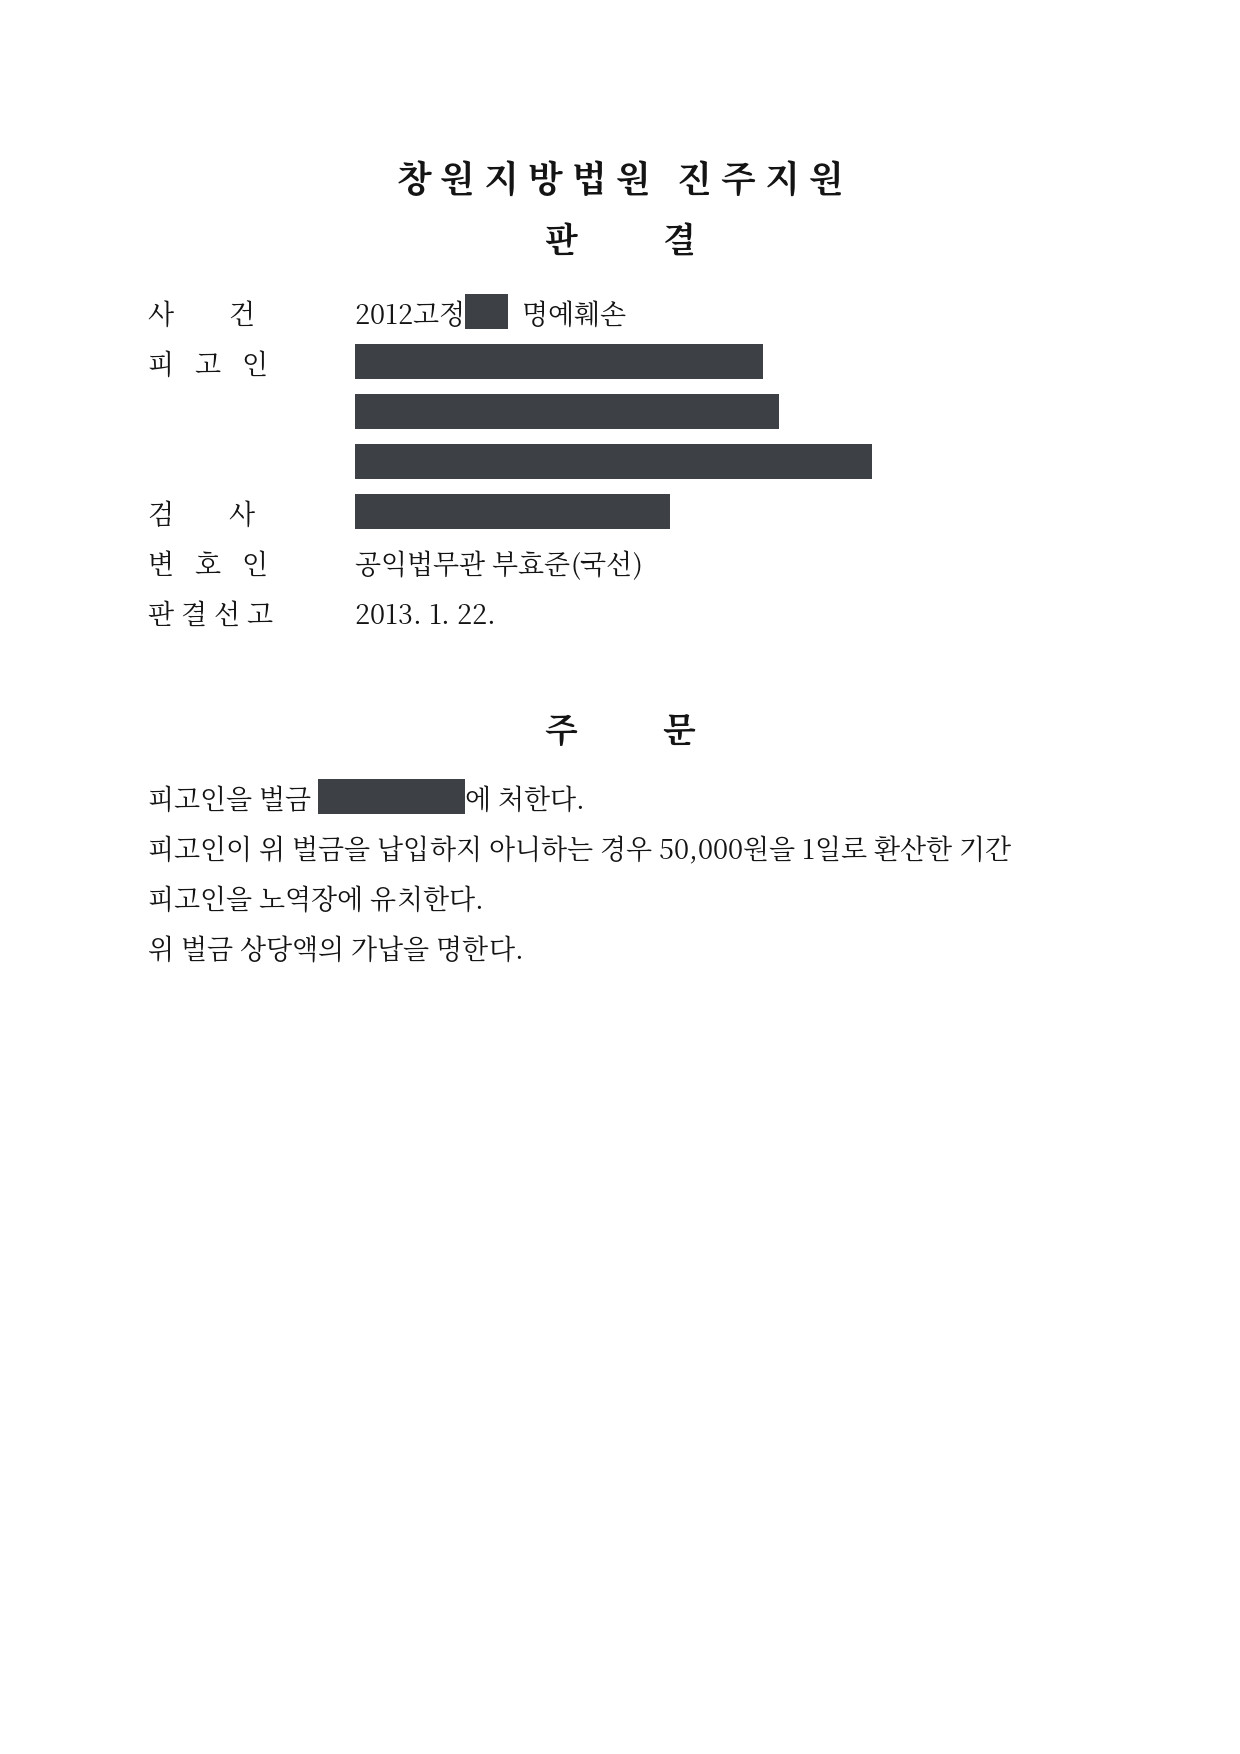 창원지방법원 진주지원
판 결
사 건 2012고정 명예훼손
피 고 인
검 사
변 호 인 공익법무관 부효준(국선)
판결선고 2013. 1. 22.
주 문
피고인을 벌금 에 처한다.
피고인이 위 벌금을 납입하지 아니하는 경우 50,000원을 1일로 환산한 기간
피고인을 노역장에 유치한다.
위 벌금 상당액의 가납을 명한다.